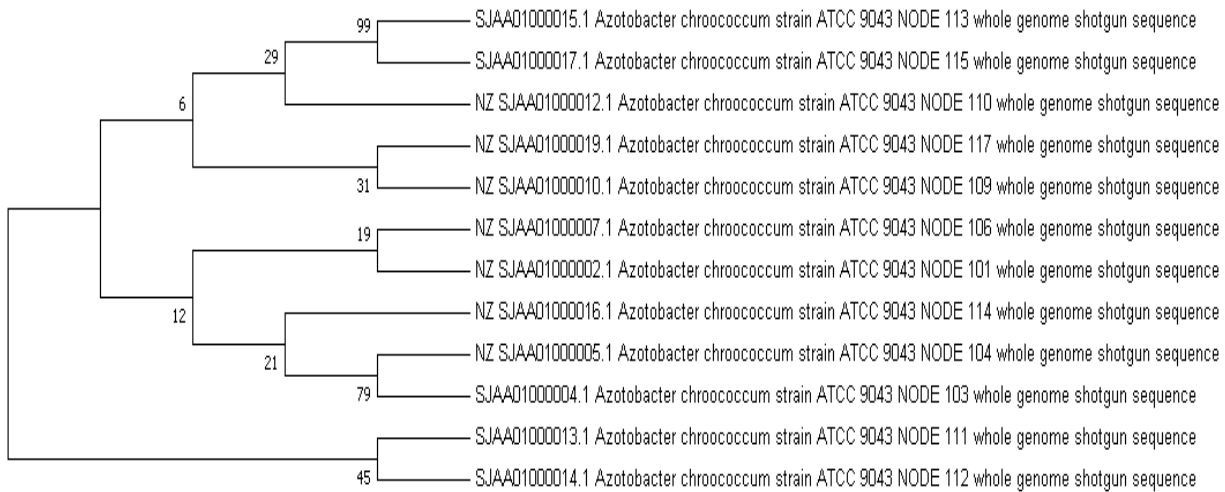 99
SJAA01000015.1 Azotobacter chroococcum strain ATCC 9043 NODE 113 whole genome shotgun sequence
29
SJAA01000017.1 Azotobacter chroococcum strain ATCC 9043 NODE 115 whole genome shotgun sequence
6
NZ SJAA01000012.1 Azotobacter chroococcum strain ATCC 9043 NODE 110 whole genome shotgun sequence
NZ SJAA01000019.1 Azotobacter chroococcum strain ATCC 9043 NODE 117 whole genome shotgun sequence
31
NZ SJAA01000010.1 Azotobacter chroococcum strain ATCC 9043 NODE 109 whole genome shotgun sequence
19
NZ SJAA01000007.1 Azotobacter chroococcum strain ATCC 9043 NODE 106 whole genome shotgun sequence
NZ SJAA01000002.1 Azotobacter chroococcum strain ATCC 9043 NODE 101 whole genome shotgun sequence
12
NZ SJAA01000016.1 Azotobacter chroococcum strain ATCC 9043 NODE 114 whole genome shotgun sequence
21
NZ SJAA01000005.1 Azotobacter chroococcum strain ATCC 9043 NODE 104 whole genome shotgun sequence
79
SJAA01000004.1 Azotobacter chroococcum strain ATCC 9043 NODE 103 whole genome shotgun sequence
SJAA01000013.1 Azotobacter chroococcum strain ATCC 9043 NODE 111 whole genome shotgun sequence
45
SJAA01000014.1 Azotobacter chroococcum strain ATCC 9043 NODE 112 whole genome shotgun sequence